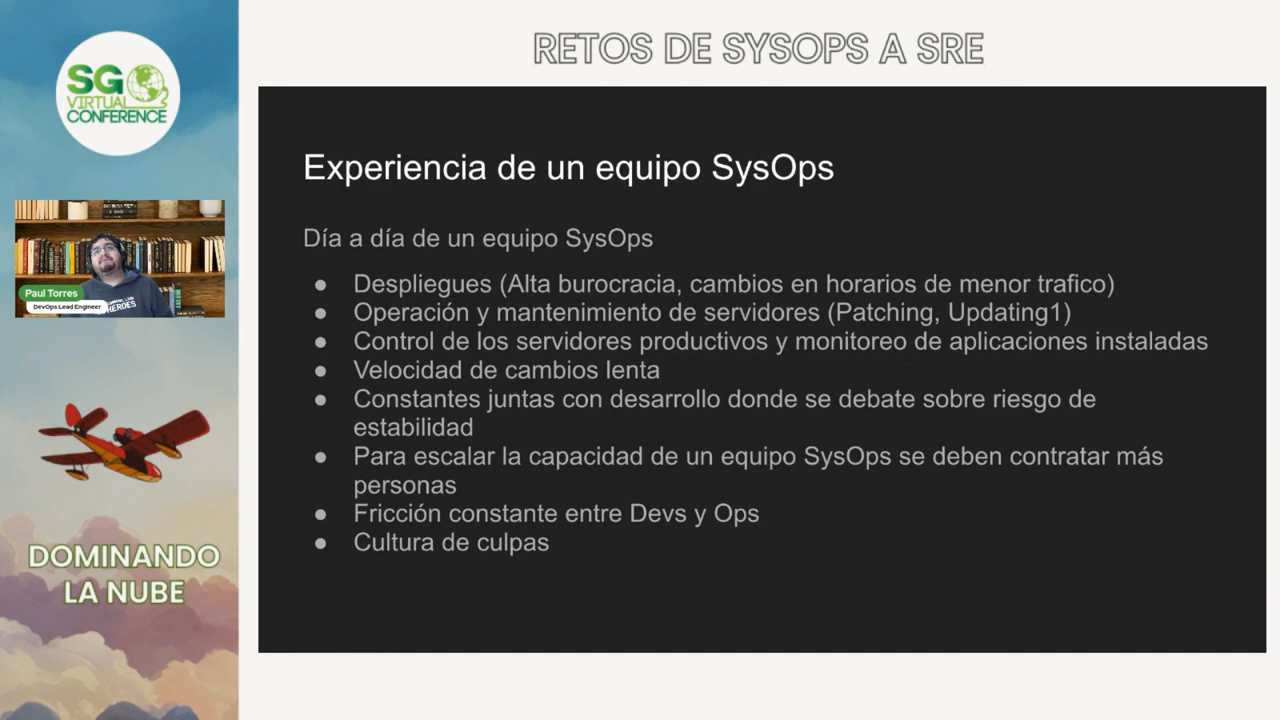 SG
VIRTUAL
CONFERENCE
RETOS DE SYSOPS A SRE
Experiencia de un equipo SysOps
Día a día de un equipo SysOps
● Despliegues (Alta burocracia, cambios en horarios de menor trafico)
● Operación y mantenimiento de servidores (Patching, Updating1)
● Control de los servidores productivos y monitoreo de aplicaciones instaladas
● Velocidad de cambios lenta
● Constantes juntas con desarrollo donde se debate sobre riesgo de
estabilidad
● Para escalar la capacidad de un equipo SysOps se deben contratar más
personas
● Fricción constante entre Devs y Ops
● Cultura de culpas
Paul Torres
DevOps Lead Engineer
DOMINANDO
LA NUBE